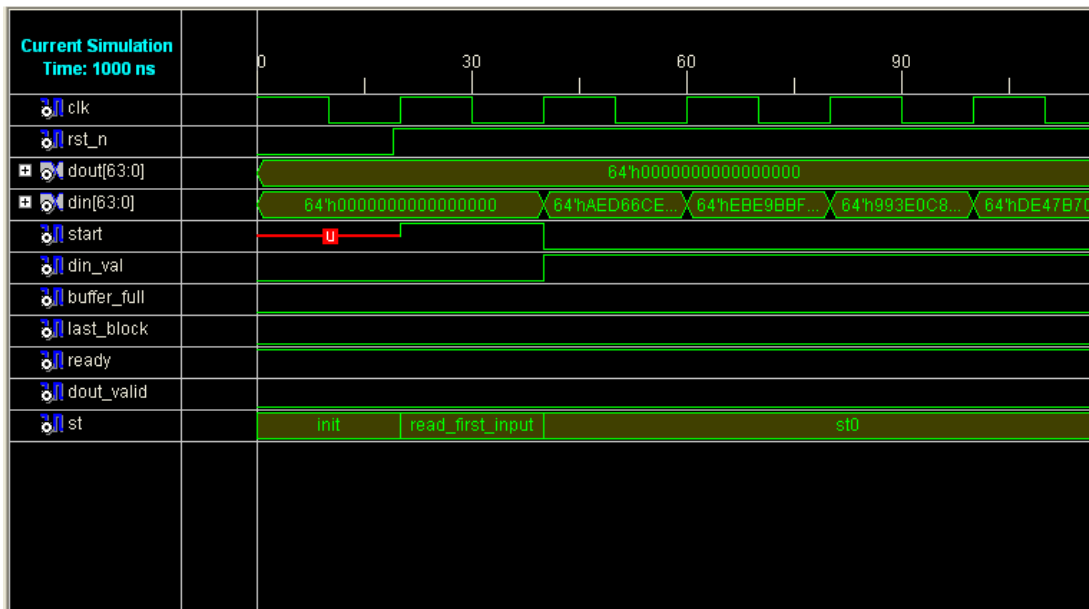 Current Simulation
Time: 1000 ns
0 30 60 90
clk
rst_n
dout[63:0] 64'h0000000000000000
din[63:0] 64'h0000000000000000 64'hAED66CE... 64'hEBE9BBF... 64'h993E0C8... 64'hDE47B70
start U
din_val
buffer_full
last_block
ready
dout_valid
st init read_first_input st0